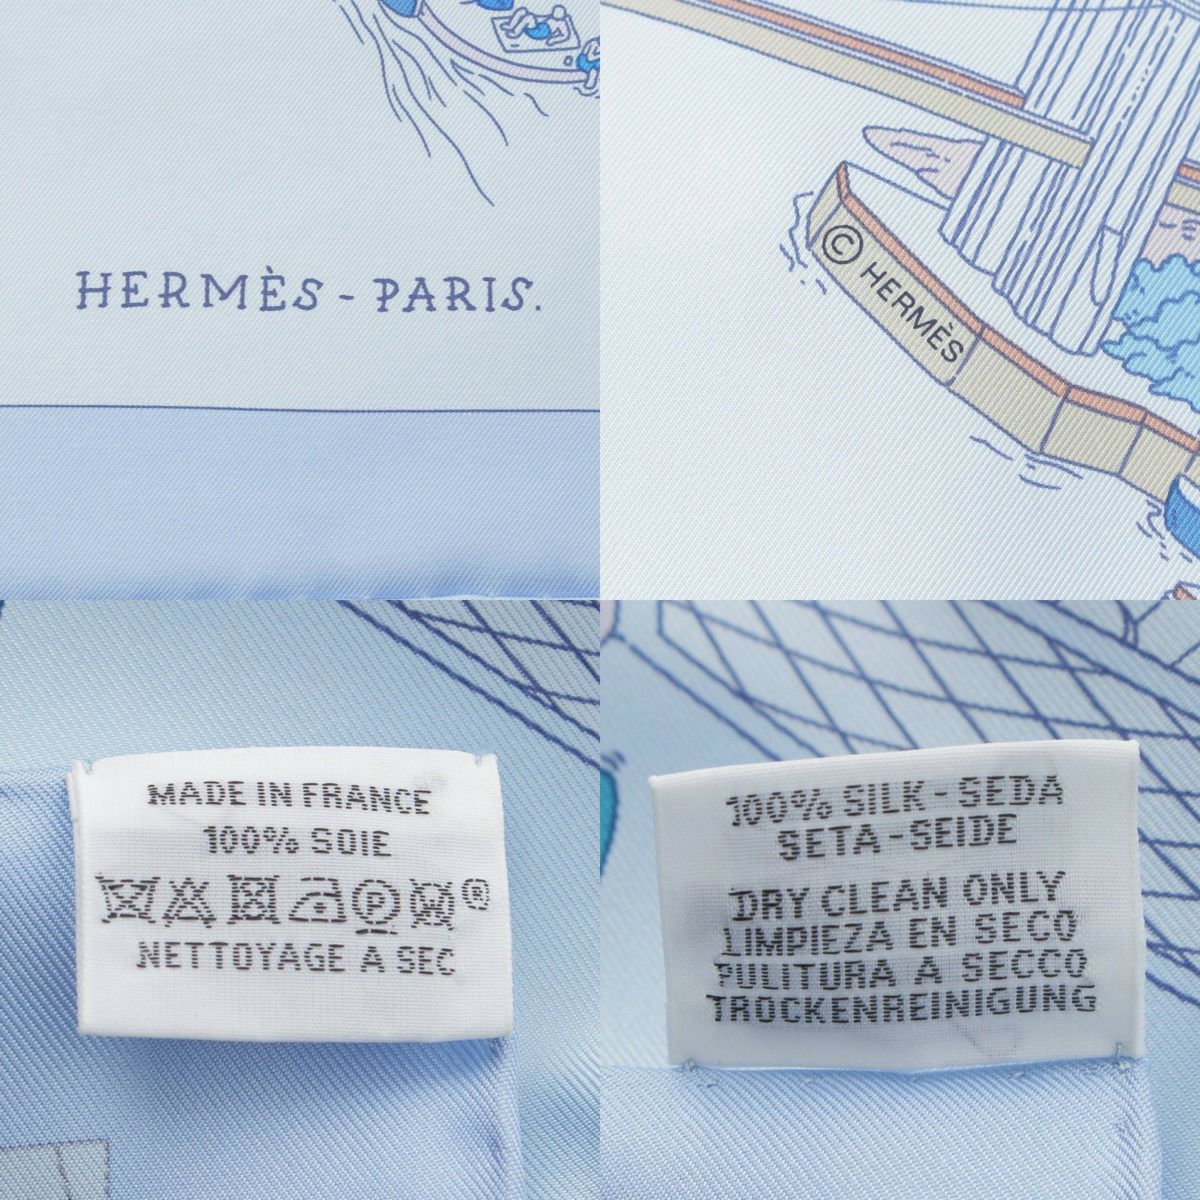 HERMÈS - PARIS.
© HERMÈS
MADE IN FRANCE
100% SOIE
P
®
NETTOYAGE A SEC
100% SILK - SEDA
SETA - SEIDE
DRY CLEAN ONLY
LIMPIEZA EN SECO
PULITURA A SECCO
TROCKENREINIGUNG